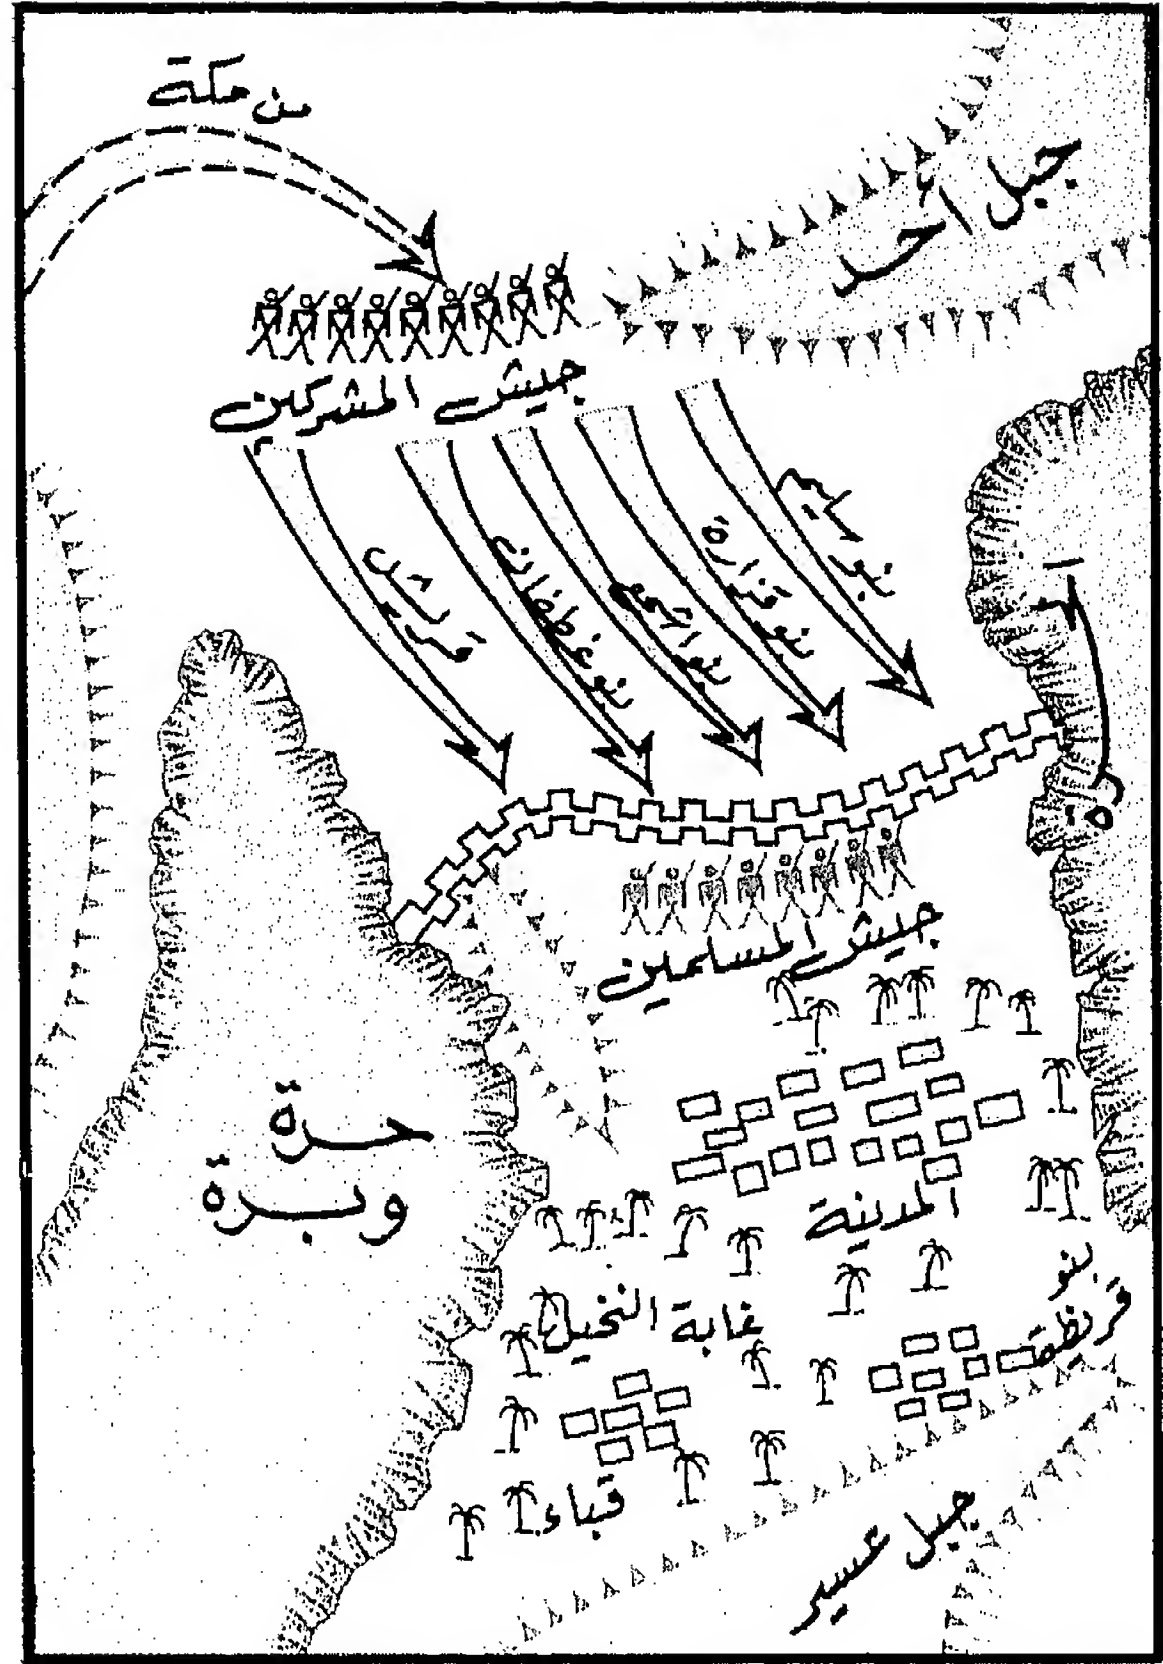 من مكة
جبل أحد
جيش المشركين
قريش
بنو غطفان
بنو أشجع
بنو فزارة
بنو سليم
جيش المسلمين
حرة
وبرة
المدينة
بنو
قريظة
غابة النخيل
قباء
جبل عسير